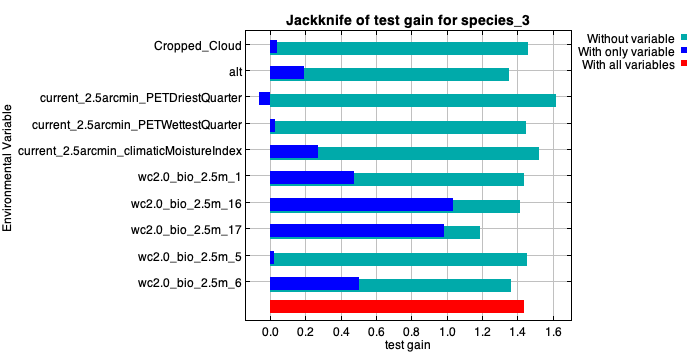 Jackknife of test gain for species_3
Without variable
With only variable
With all variables
Environmental Variable
Cropped_Cloud
alt
current_2.5arcmin_PETDriestQuarter
current_2.5arcmin_PETWettestQuarter
current_2.5arcmin_climaticMoistureIndex
wc2.0_bio_2.5m_1
wc2.0_bio_2.5m_16
wc2.0_bio_2.5m_17
wc2.0_bio_2.5m_5
wc2.0_bio_2.5m_6
0.0 0.2 0.4 0.6 0.8 1.0 1.2 1.4 1.6
test gain